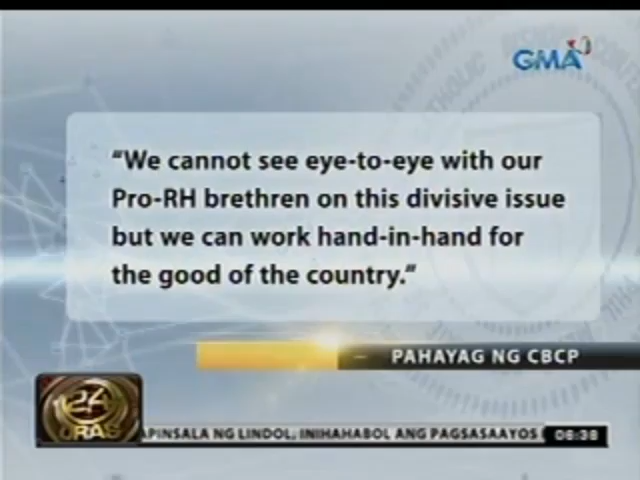 GMA
"We cannot see eye-to-eye with our
Pro-RH brethren on this divisive issue
but we can work hand-in-hand for
the good of the country."
– PAHAYAG NG CBCP
24
ORAS
APINSALA NG LINDOL, INIHAHABOL ANG PAGSASAAYOS
06:38